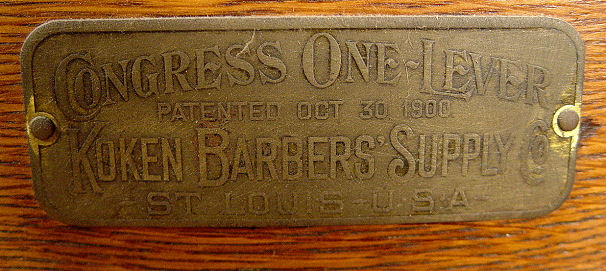 CONGRESS ONE-LEVER
PATENTED OCT 30 1900
KOKEN BARBERS' SUPPLY CO
-ST LOUIS-U.S.A-